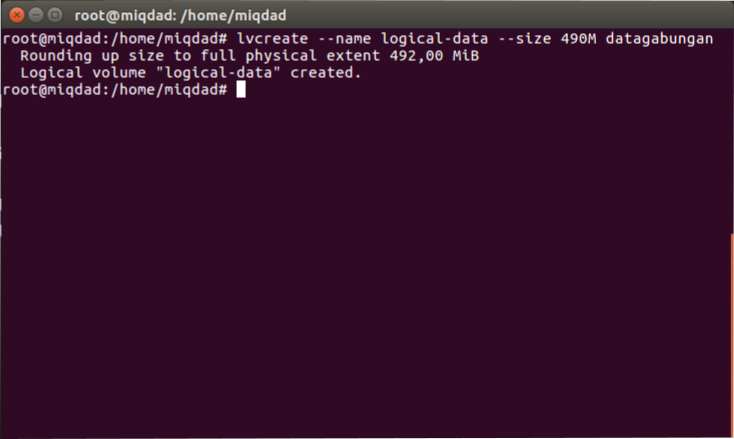 root@miqdad: /home/miqdad
root@miqdad:/home/miqdad# lvcreate --name logical-data --size 490M datagabungan
  Rounding up size to full physical extent 492,00 MiB
  Logical volume "logical-data" created.
root@miqdad:/home/miqdad#